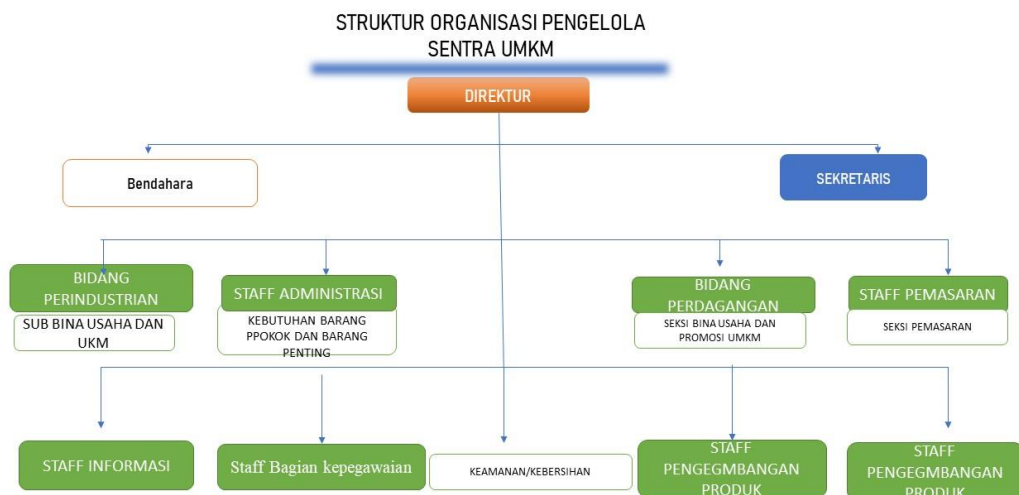 STRUKTUR ORGANISASI PENGELOLA
SENTRA UMKM
DIREKTUR
Bendahara
SEKRETARIS
BIDANG
PERINDUSTRIAN
SUB BINA USAHA DAN
UKM
STAFF ADMINISTRASI
KEBUTUHAN BARANG
PPOKOK DAN BARANG
PENTING
BIDANG
PERDAGANGAN
SEKSI BINA USAHA DAN
PROMOSI UMKM
STAFF PEMASARAN
SEKSI PEMASARAN
STAFF INFORMASI
Staff Bagian kepegawaian
KEAMANAN/KEBERSIHAN
STAFF
PENGEGMBANGAN
PRODUK
STAFF
PENGEGMBANGAN
PRODUK